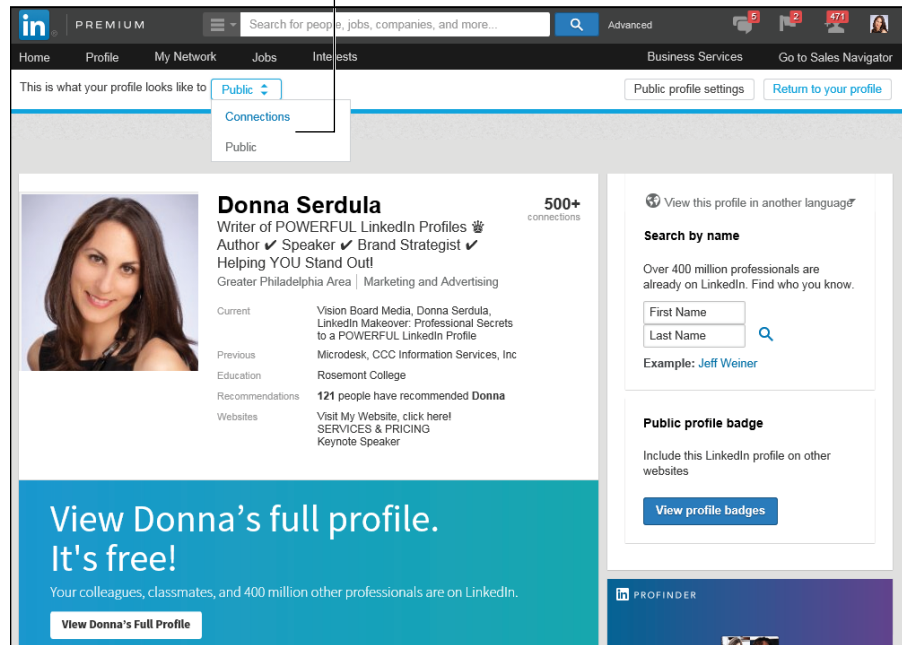 in PREMIUM Search for people, jobs, companies, and more... Advanced 5 2 471
Home Profile My Network Jobs Interests Business Services Go to Sales Navigator
This is what your profile looks like to Public Public profile settings Return to your profile
Connections
Public
Donna Serdula
500+
connections
Writer of POWERFUL LinkedIn Profiles ♕
Author ✔ Speaker ✔ Brand Strategist ✔
Helping YOU Stand Out!
Greater Philadelphia Area | Marketing and Advertising
Current Vision Board Media, Donna Serdula,
LinkedIn Makeover: Professional Secrets
to a POWERFUL LinkedIn Profile
Previous Microdesk, CCC Information Services, Inc
Education Rosemont College
Recommendations 121 people have recommended Donna
Websites Visit My Website, click here!
SERVICES & PRICING
Keynote Speaker
View Donna's full profile.
It's free!
Your colleagues, classmates, and 400 million other professionals are on LinkedIn.
View Donna's Full Profile
View this profile in another language
Search by name
Over 400 million professionals are
already on LinkedIn. Find who you know.
First Name
Last Name
Example: Jeff Weiner
Public profile badge
Include this LinkedIn profile on other
websites
View profile badges
in PROFINDER